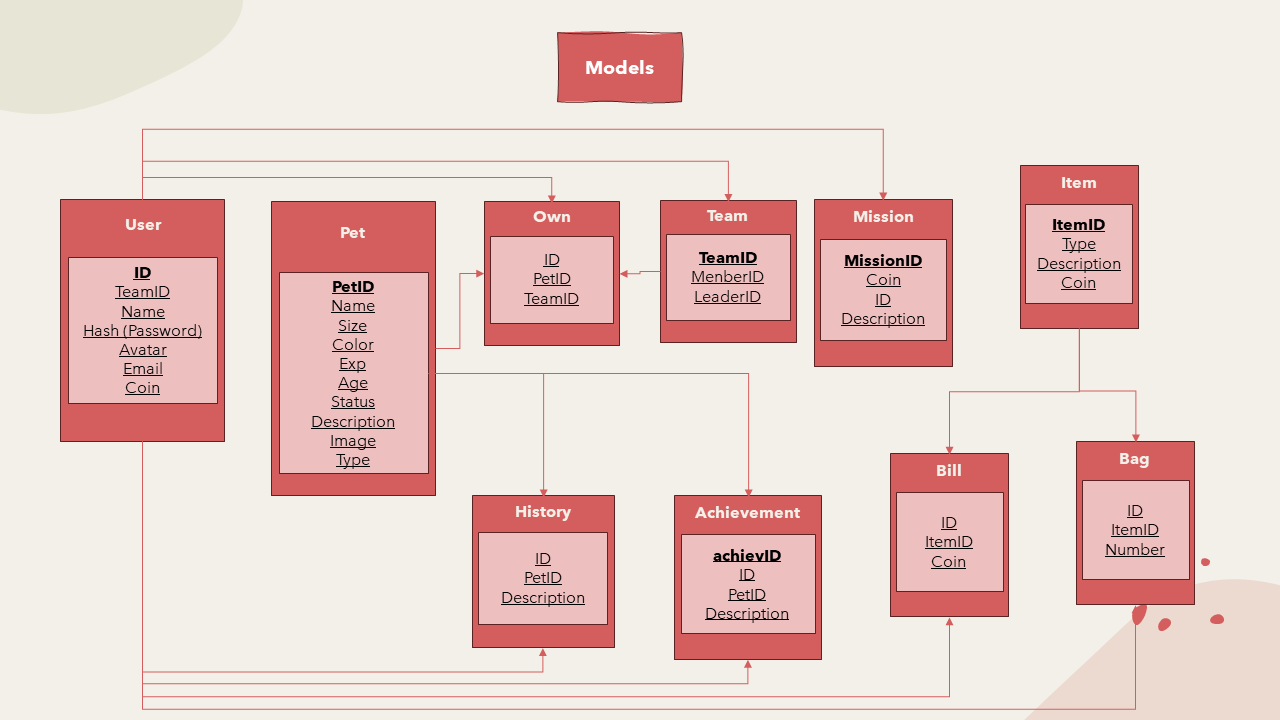 Models
User
ID
TeamID
Name
Hash (Password)
Avatar
Email
Coin
Pet
PetID
Name
Size
Color
Exp
Age
Status
Description
Image
Type
Own
ID
PetID
TeamID
Team
TeamID
MenberID
LeaderID
Mission
MissionID
Coin
ID
Description
Item
ItemID
Type
Description
Coin
History
ID
PetID
Description
Achievement
achievID
ID
PetID
Description
Bill
ID
ItemID
Coin
Bag
ID
ItemID
Number